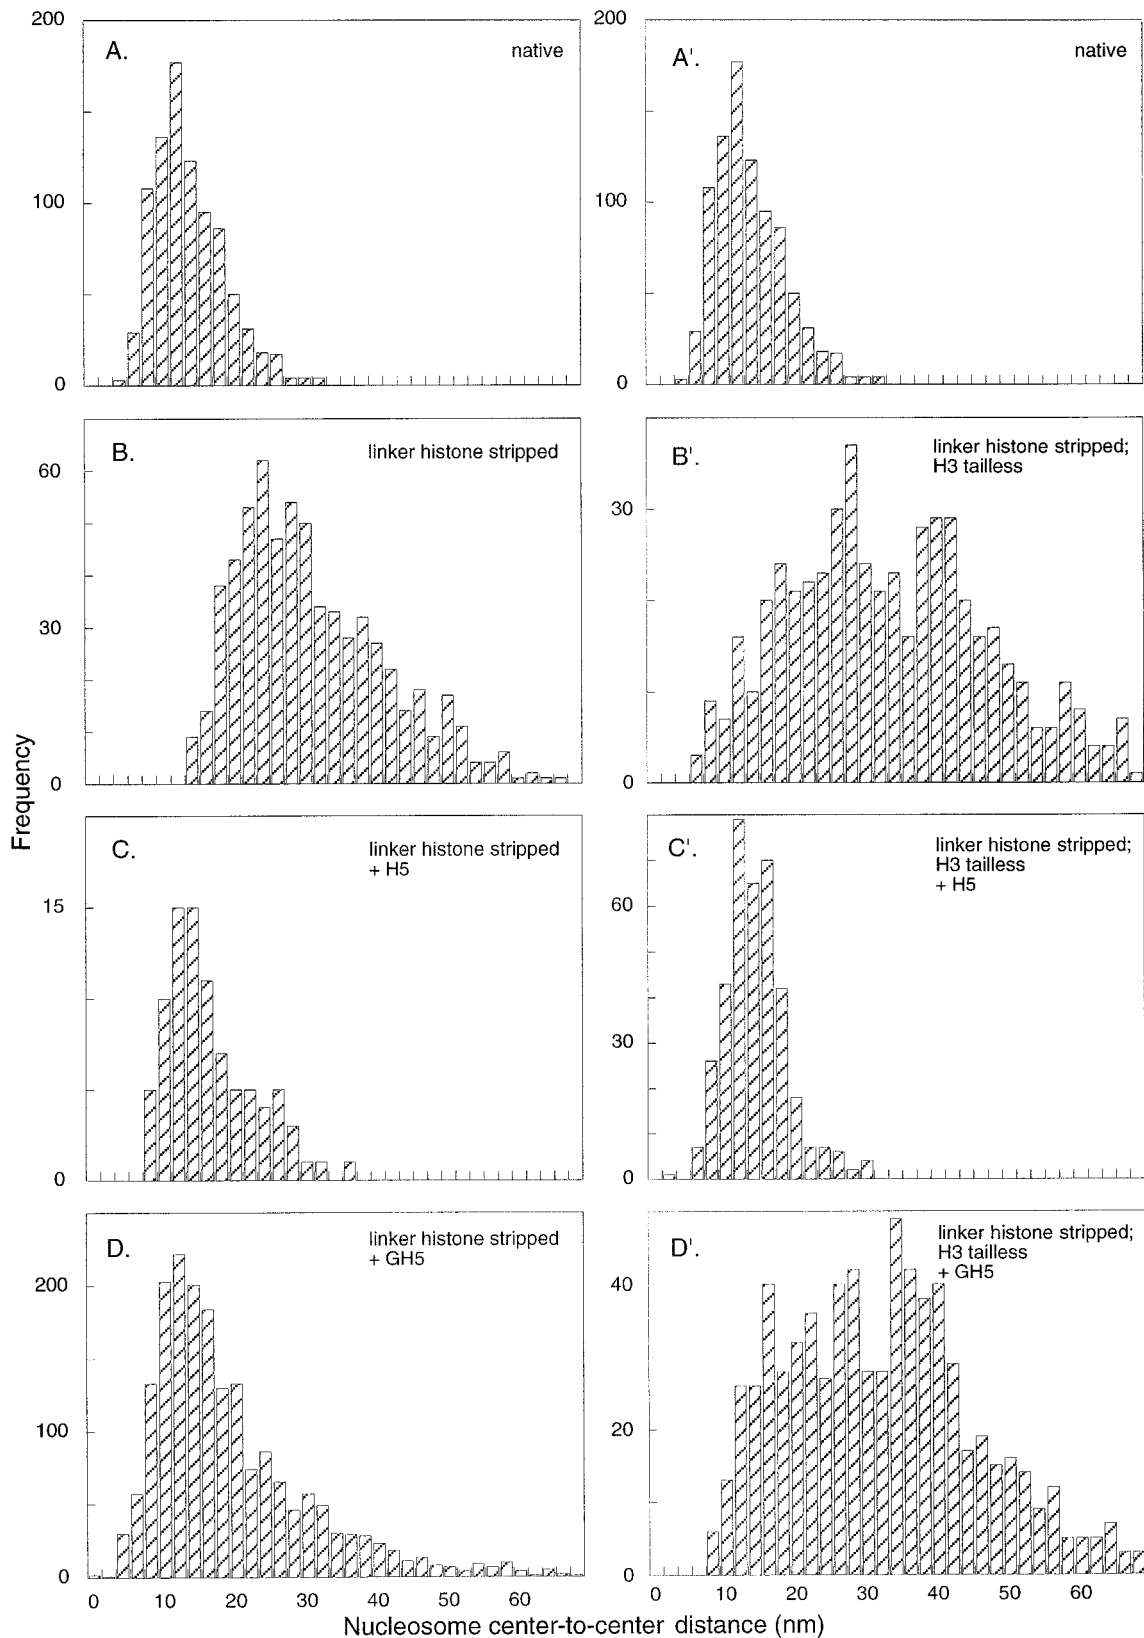 200
A.
native
100
0
200
A'.
native
100
0
B.
linker histone stripped
60
30
0
B'.
linker histone stripped;
H3 tailless
30
0
C.
linker histone stripped
+ H5
15
0
C'.
linker histone stripped;
H3 tailless
+ H5
60
30
0
D.
linker histone stripped
+ GH5
200
100
0
0 10 20 30 40 50 60
D'.
linker histone stripped;
H3 tailless
+ GH5
40
20
0
0 10 20 30 40 50 60
Frequency
Nucleosome center-to-center distance (nm)